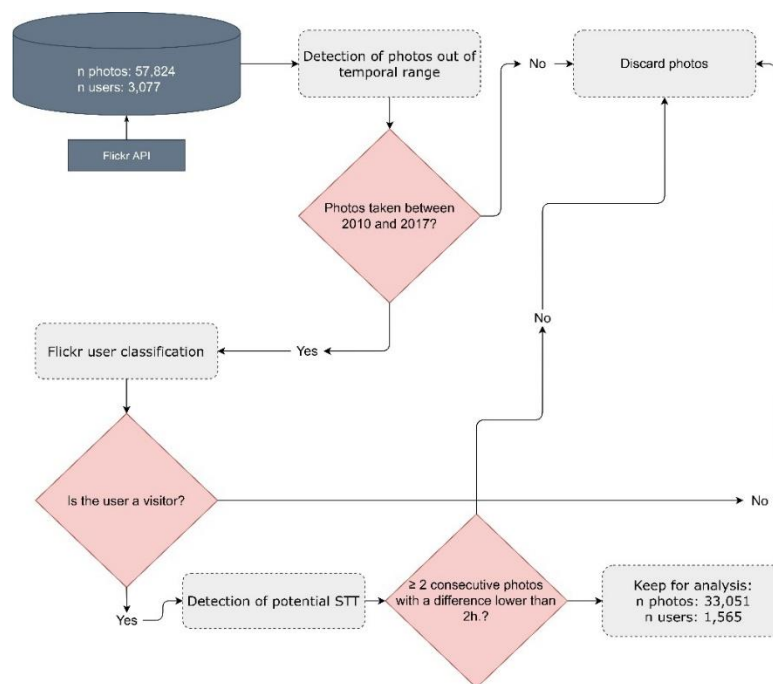 n photos: 57,824
n users: 3,077
Flickr API
Detection of photos out of
temporal range
No
Discard photos
Photos taken between
2010 and 2017?
Yes
Flickr user classification
No
Is the user a visitor?
No
Yes
Detection of potential STT
≥ 2 consecutive photos
with a difference lower than
2h.?
Keep for analysis:
n photos: 33,051
n users: 1,565